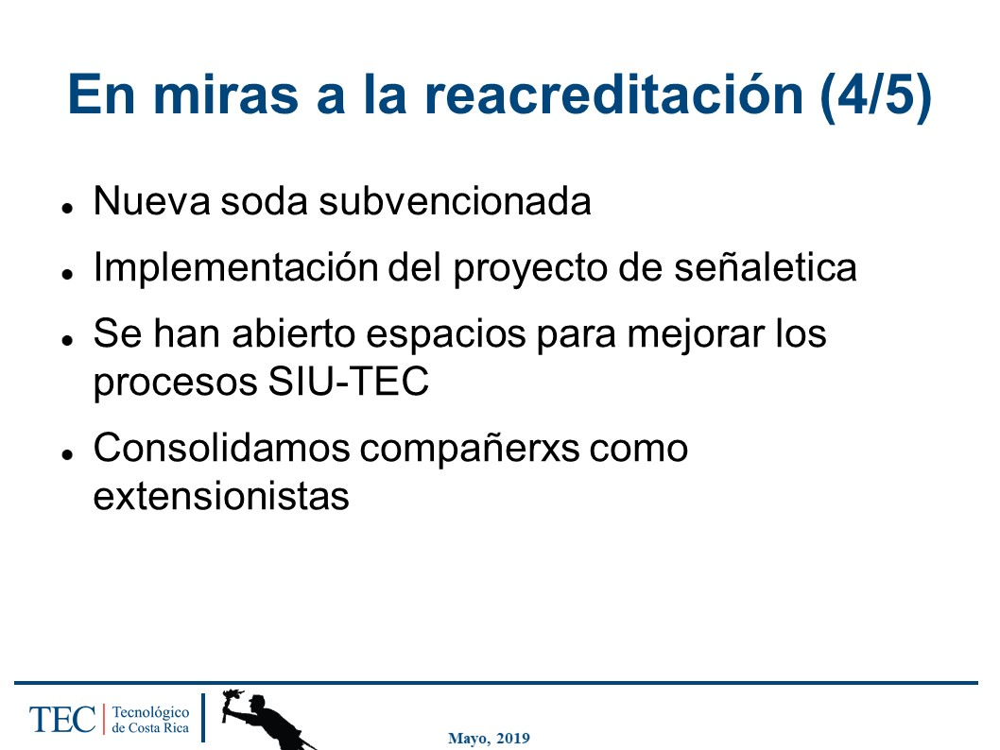 En miras a la reacreditación (4/5)
Nueva soda subvencionada
Implementación del proyecto de señaletica
Se han abierto espacios para mejorar los
procesos SIU-TEC
Consolidamos compañerxs como
extensionistas
TEC
Tecnológico
de Costa Rica
Mayo, 2019